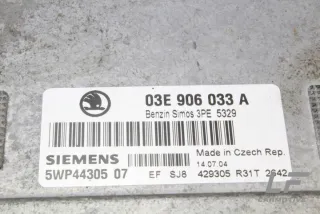 03E 906 033 A
Benzin Simos 3PE 5329
SIEMENS
Made in Czech Rep.
14.07.04
5WP44305 07 EF SJ8 429305 R31T 2642